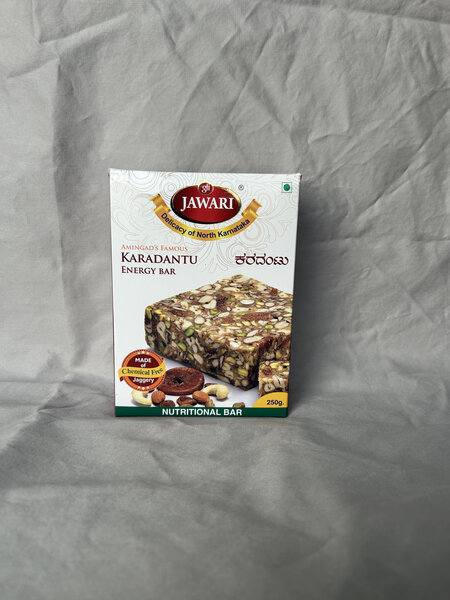 श्री
JAWARI
®
Delicacy of North Karnataka
AMINGAD'S FAMOUS
KARADANTU
ENERGY BAR
ಕರದಂಟು
MADE
of
Chemical Free
Jaggery
250g.
NUTRITIONAL BAR